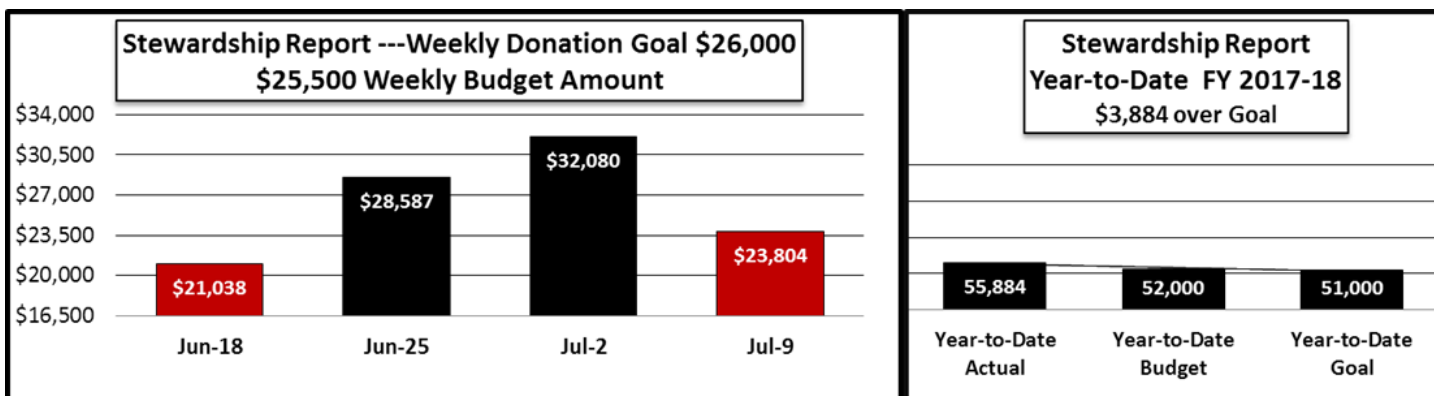 Stewardship Report ---Weekly Donation Goal $26,000
$25,500 Weekly Budget Amount
$34,000
$30,500
$27,000
$23,500
$20,000
$16,500
$21,038
$28,587
$32,080
$23,804
Jun-18
Jun-25
Jul-2
Jul-9
Stewardship Report
Year-to-Date FY 2017-18
$3,884 over Goal
55,884
52,000
51,000
Year-to-Date
Actual
Year-to-Date
Budget
Year-to-Date
Goal